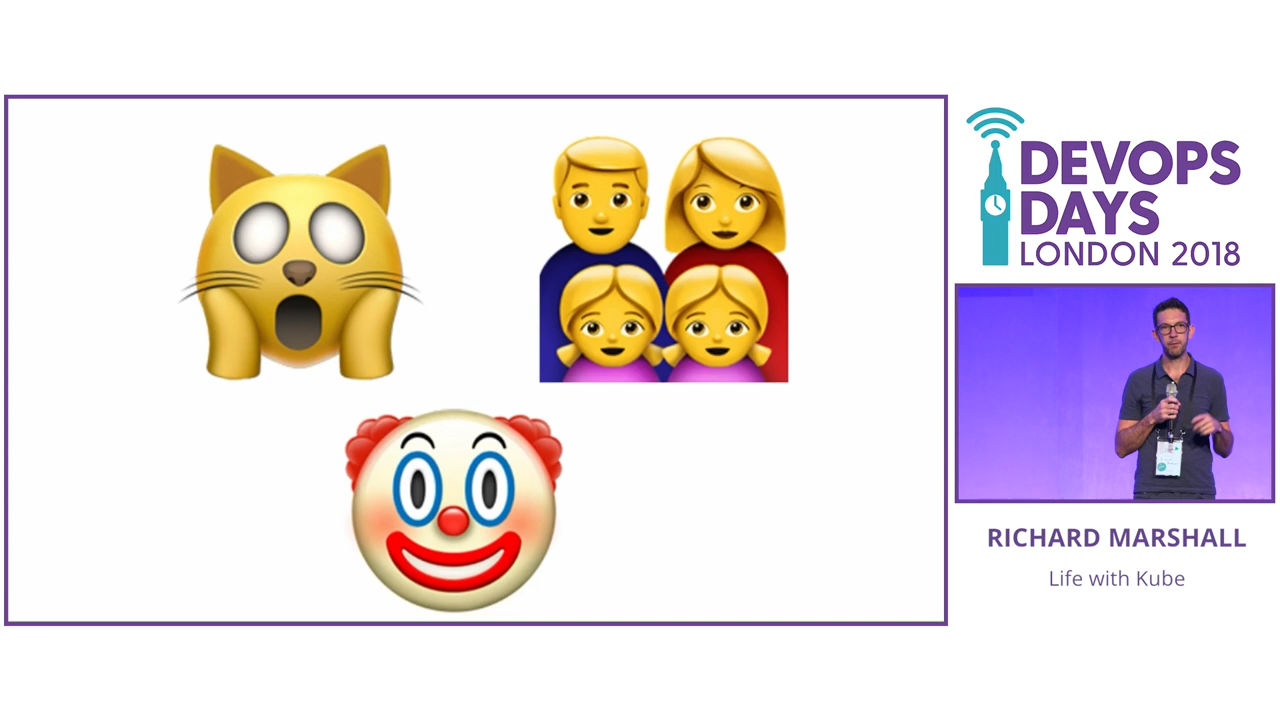 DEVOPS
DAYS
LONDON 2018
RICHARD MARSHALL
Life with Kube